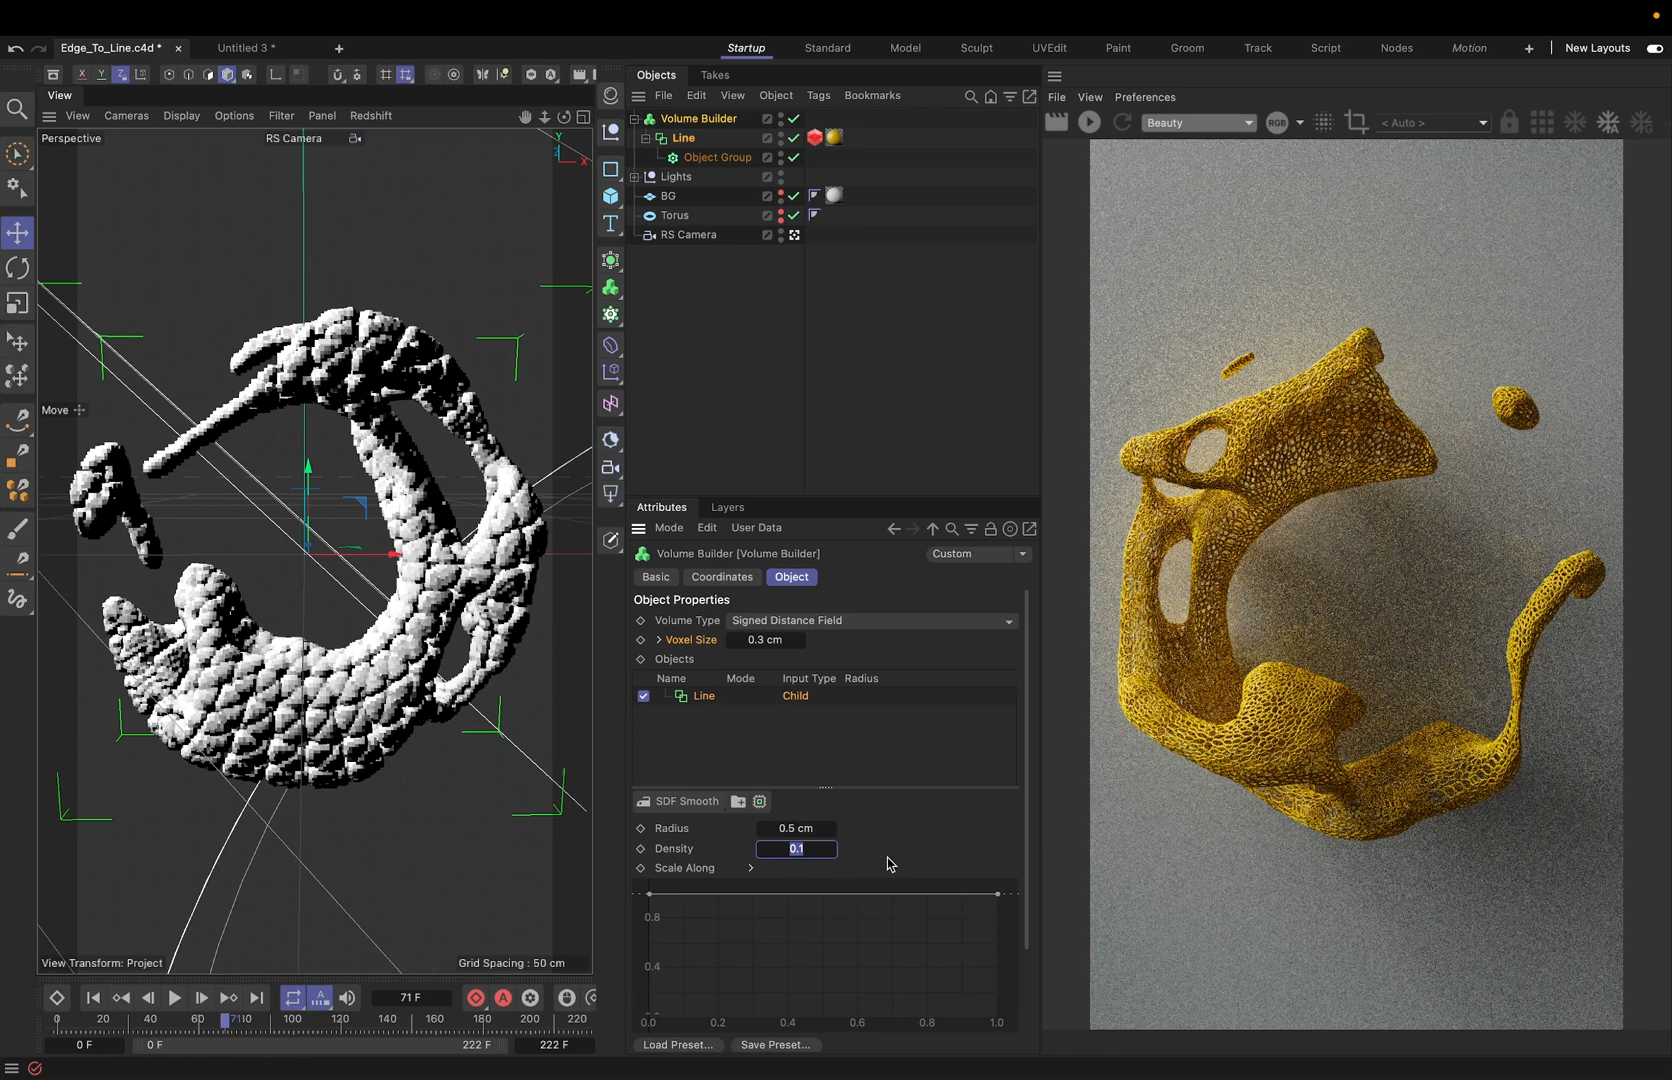 Edge_To_Line.c4d *
Untitled 3 *
Startup
Standard
Model
Sculpt
UVEdit
Paint
Groom
Track
Script
Nodes
Motion
New Layouts
X Y Z
View
View Cameras Display Options Filter Panel Redshift
Perspective
RS Camera
Y
Z
X
Move
View Transform: Project
Grid Spacing : 50 cm
71 F
0 20 40 60 7110 100 120 140 160 180 200 220
0 F
0 F
222 F
222 F
Objects Takes
File Edit View Object Tags Bookmarks
Volume Builder
Line
Object Group
Lights
BG
Torus
RS Camera
Attributes Layers
Mode Edit User Data
Volume Builder [Volume Builder]
Custom
Basic Coordinates Object
Object Properties
Volume Type Signed Distance Field
Voxel Size 0.3 cm
Objects
Name Mode Input Type Radius
Line Child
SDF Smooth
Radius 0.5 cm
Density 0.1
Scale Along
0.8
0.4
0.0 0.2 0.4 0.6 0.8 1.0
Load Preset... Save Preset...
File View Preferences
Beauty
RGB
< Auto >